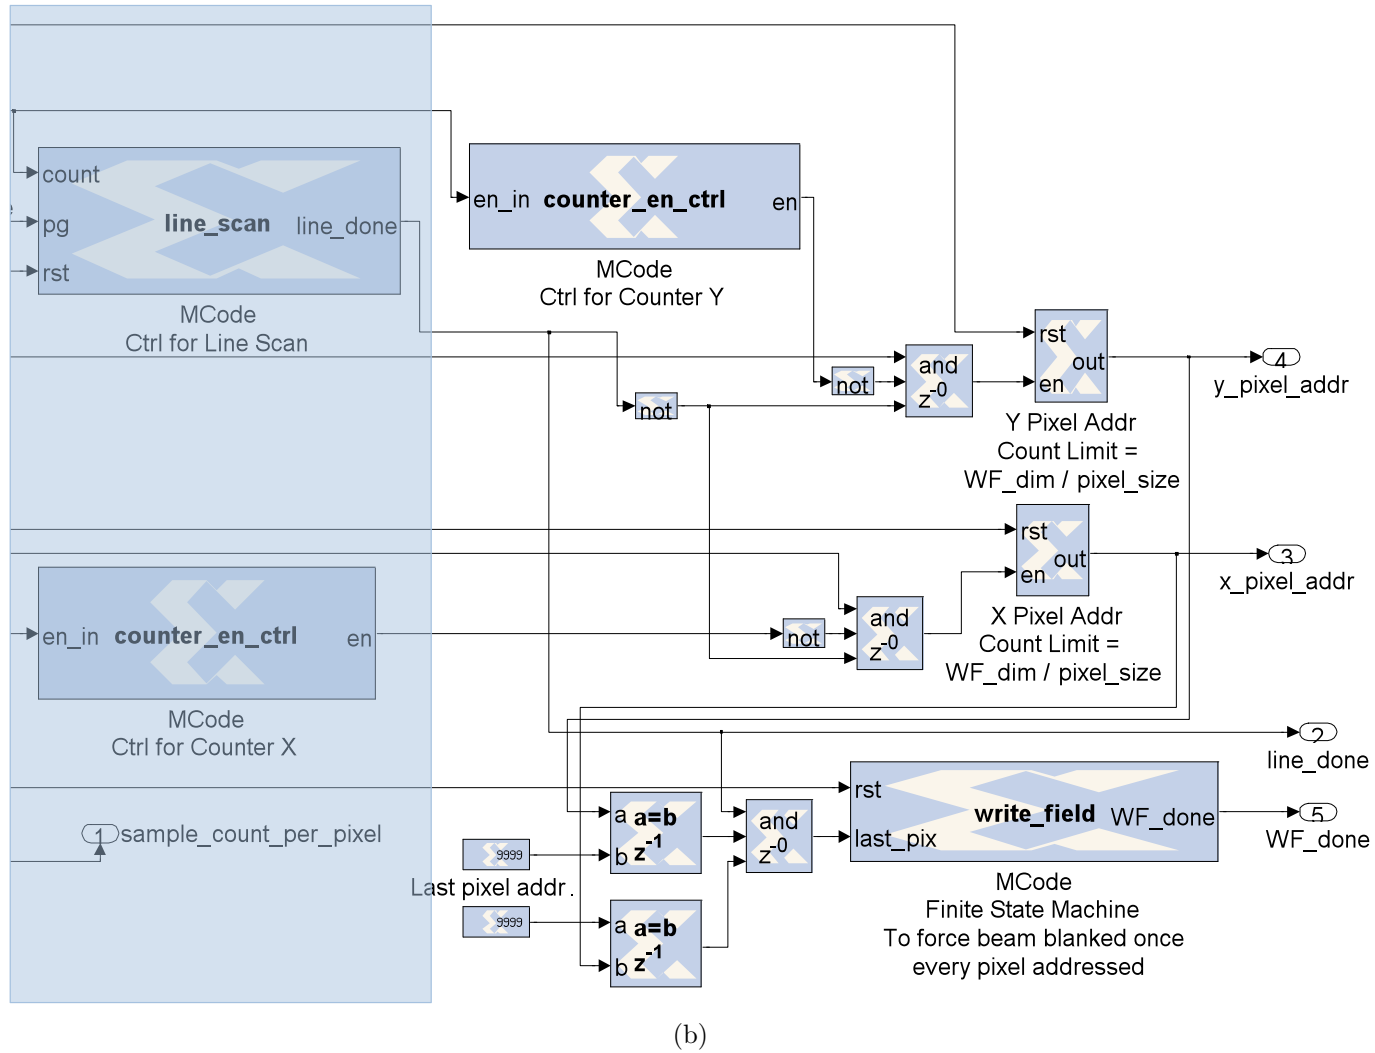 count
pg
rst
line_scan
line_done
MCode
Ctrl for Line Scan
en_in
counter_en_ctrl
en
MCode
Ctrl for Counter Y
not
not
and
z-0
rst
en
out
Y Pixel Addr
Count Limit =
WF_dim / pixel_size
4
y_pixel_addr
en_in
counter_en_ctrl
en
MCode
Ctrl for Counter X
not
and
z-0
rst
en
out
X Pixel Addr
Count Limit =
WF_dim / pixel_size
3
x_pixel_addr
2
line_done
1
sample_count_per_pixel
9999
Last pixel addr.
9999
a
b
a=b
z-1
a
b
a=b
z-1
and
z-0
rst
last_pix
write_field
WF_done
MCode
Finite State Machine
To force beam blanked once
every pixel addressed
5
WF_done
(b)